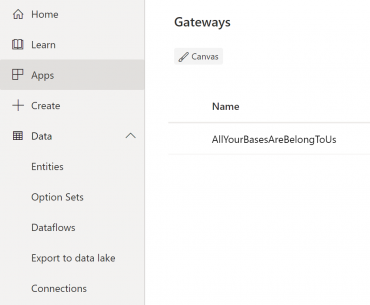 Home
Learn
Apps
Create
Data
Entities
Option Sets
Dataflows
Export to data lake
Connections
Gateways
Canvas
Name
AllYourBasesAreBelongToUs